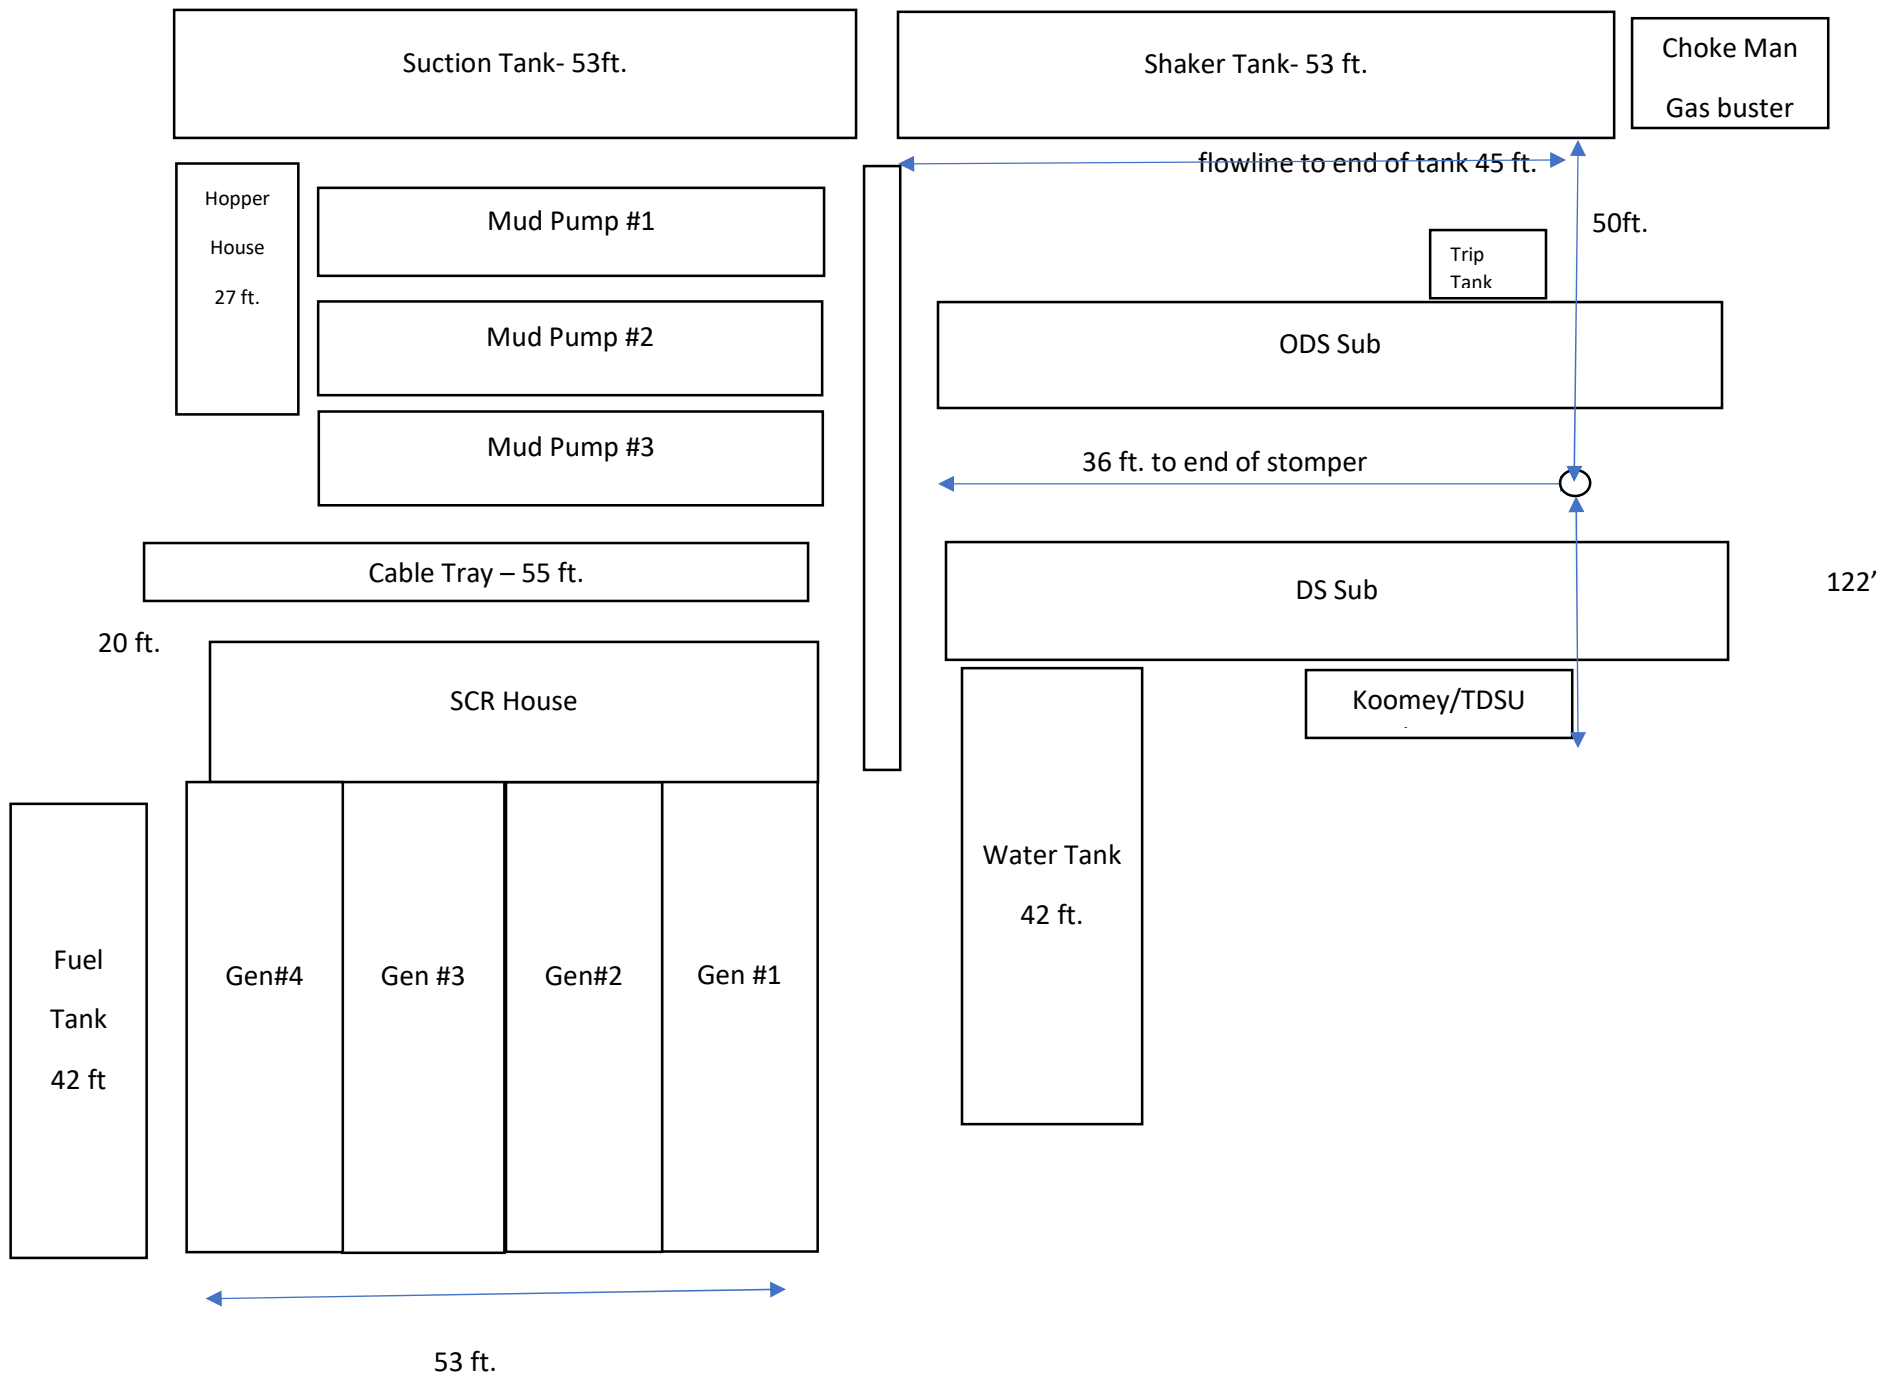 Suction Tank- 53ft.
Shaker Tank- 53 ft.
Choke Man
Gas buster
flowline to end of tank 45 ft.
Hopper
House
27 ft.
Mud Pump #1
50ft.
Trip
Tank
Mud Pump #2
ODS Sub
Mud Pump #3
36 ft. to end of stomper
Cable Tray – 55 ft.
DS Sub
122’
20 ft.
SCR House
Koomey/TDSU
Water Tank
42 ft.
Fuel
Tank
42 ft
Gen#4
Gen #3
Gen#2
Gen #1
53 ft.